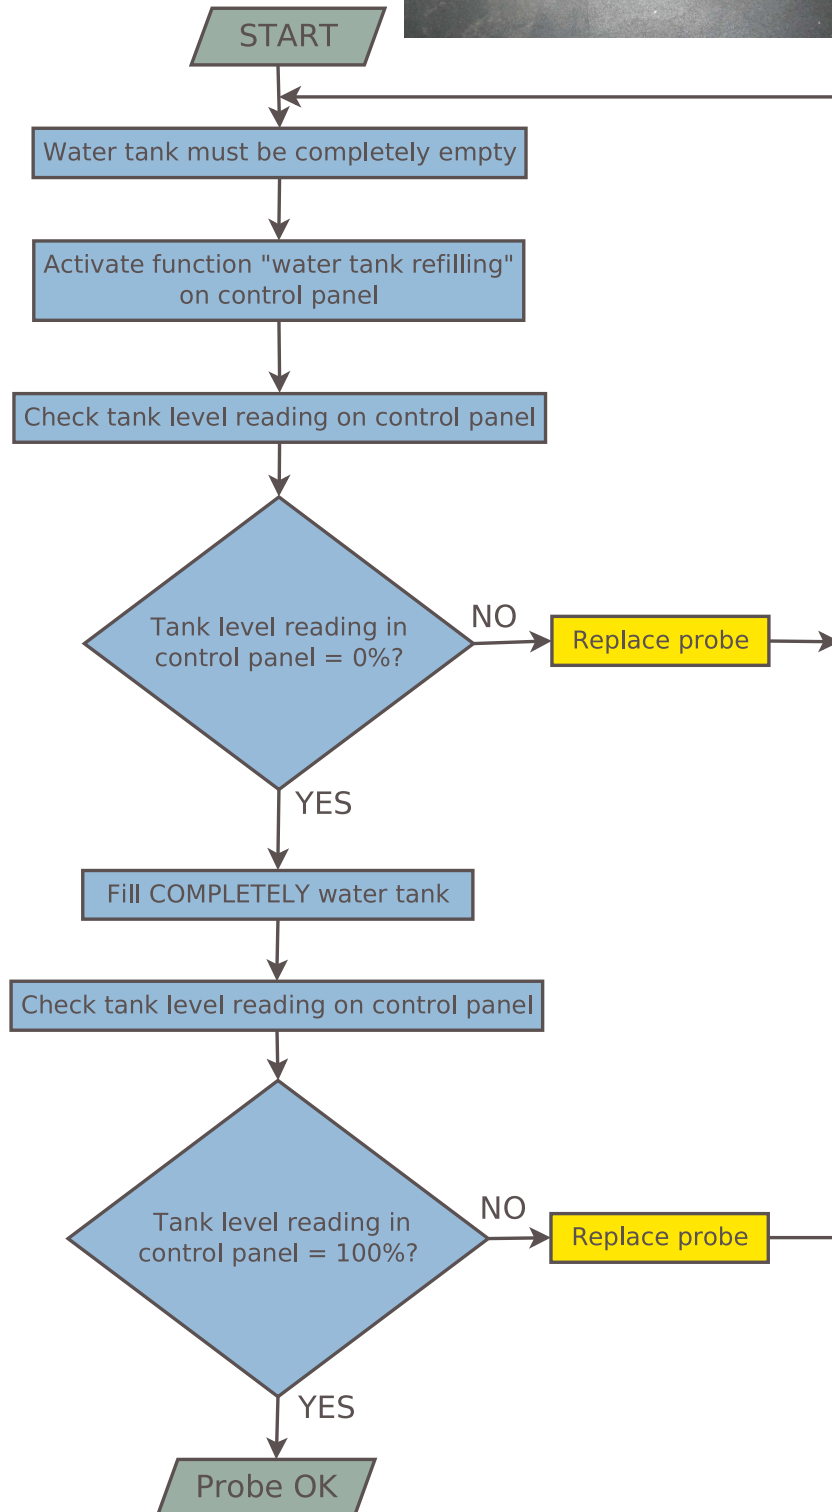 START
Water tank must be completely empty
Activate function "water tank refilling"
on control panel
Check tank level reading on control panel
Tank level reading in
control panel = 0%?
NO
Replace probe
YES
Fill COMPLETELY water tank
Check tank level reading on control panel
Tank level reading in
control panel = 100%?
NO
Replace probe
YES
Probe OK